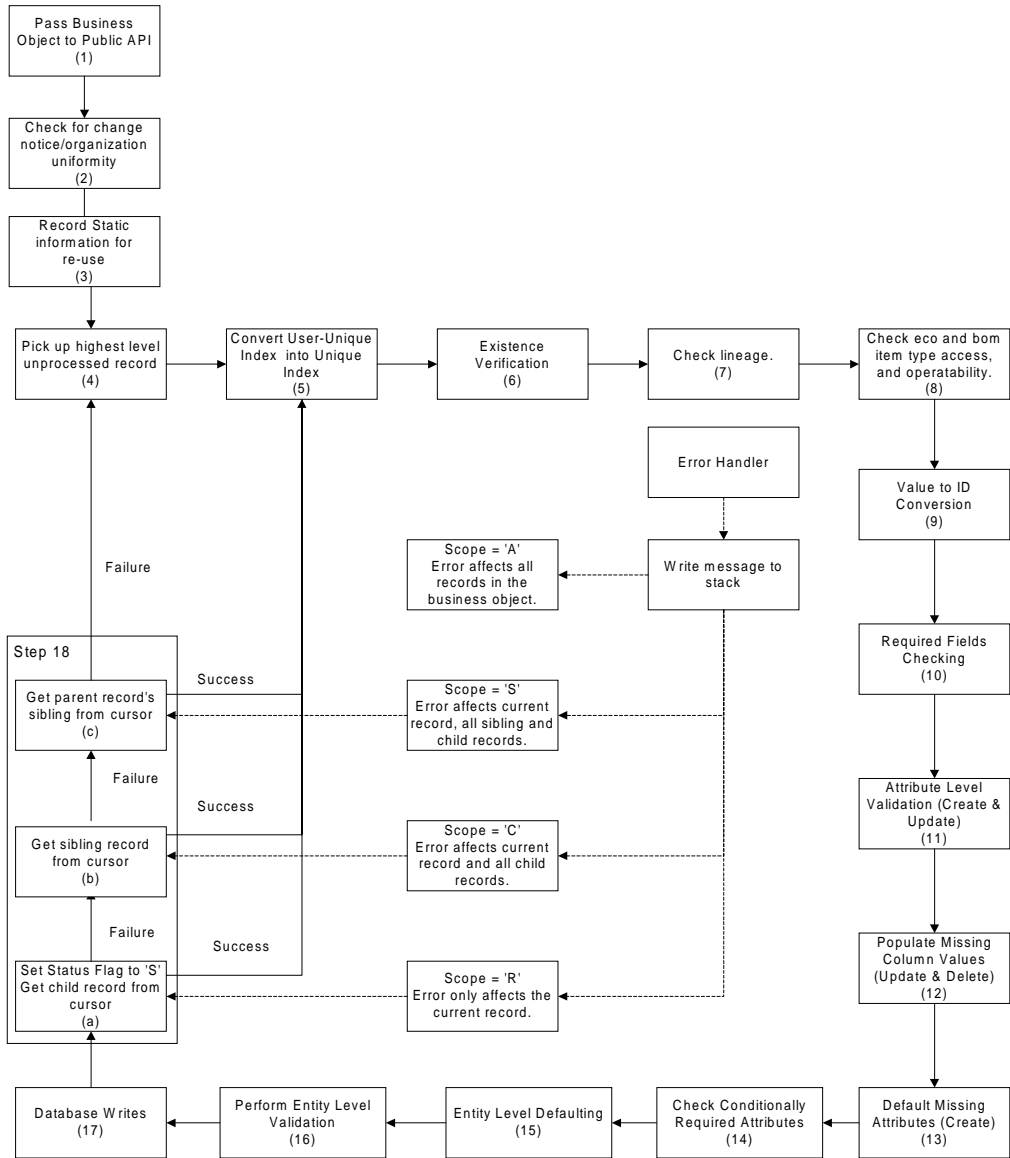 Pass Business
Object to Public API
(1)
Check for change
notice/organization
uniformity
(2)
Record Static
information for
re-use
(3)
Pick up highest level
unprocessed record
(4)
Convert User-Unique
Index into Unique
Index
(5)
Existence
Verification
(6)
Check lineage.
(7)
Check eco and bom
item type access,
and operatability.
(8)
Error Handler
Value to ID
Conversion
(9)
Failure
Scope = 'A'
Error affects all
records in the
business object.
Write message to
stack
Required Fields
Checking
(10)
Step 18
Success
Get parent record's
sibling from cursor
(c)
Scope = 'S'
Error affects current
record, all sibling and
child records.
Failure
Success
Attribute Level
Validation (Create &
Update)
(11)
Get sibling record
from cursor
(b)
Scope = 'C'
Error affects current
record and all child
records.
Failure
Success
Populate Missing
Column Values
(Update & Delete)
(12)
Set Status Flag to 'S'
Get child record from
cursor
(a)
Scope = 'R'
Error only affects the
current record.
Database Writes
(17)
Perform Entity Level
Validation
(16)
Entity Level Defaulting
(15)
Check Conditionally
Required Attributes
(14)
Default Missing
Attributes (Create)
(13)